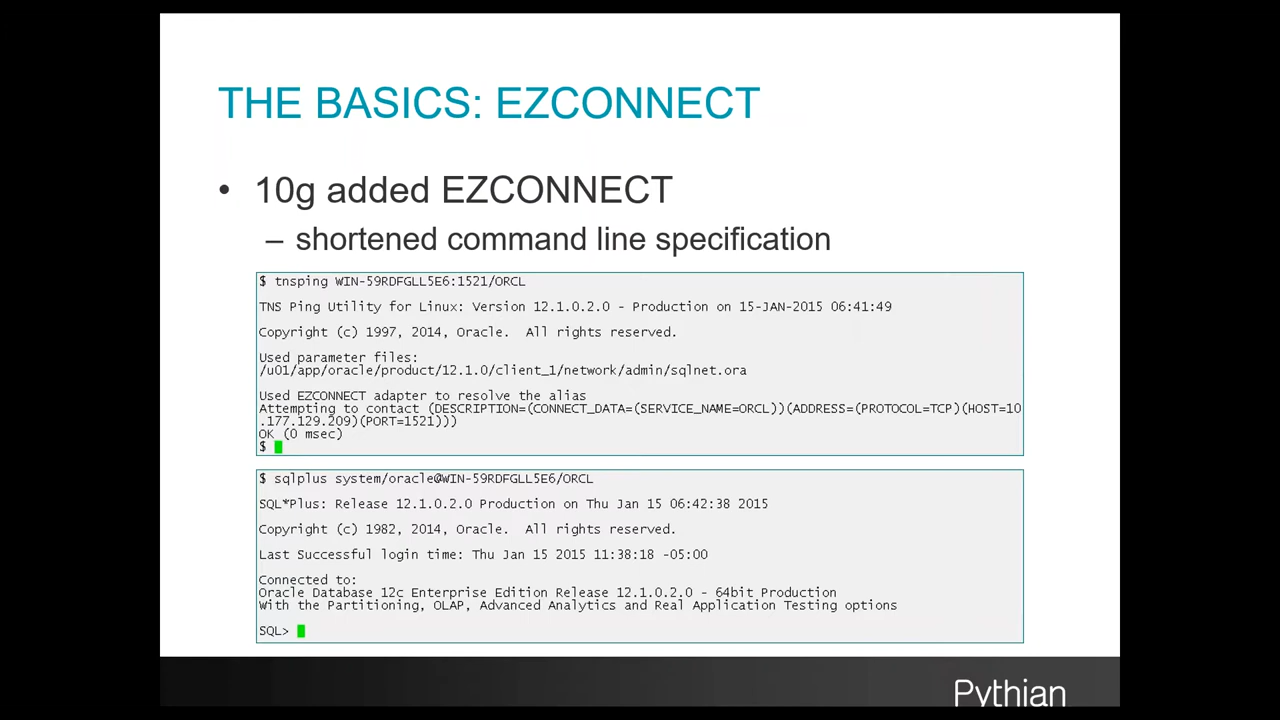 THE BASICS: EZCONNECT
• 10g added EZCONNECT
– shortened command line specification
$ tnsping WIN-59RDFGLL5E6:1521/ORCL
TNS Ping Utility for Linux: Version 12.1.0.2.0 - Production on 15-JAN-2015 06:41:49
Copyright (c) 1997, 2014, Oracle.  All rights reserved.
Used parameter files:
/u01/app/oracle/product/12.1.0/client_1/network/admin/sqlnet.ora
Used EZCONNECT adapter to resolve the alias
Attempting to contact (DESCRIPTION=(CONNECT_DATA=(SERVICE_NAME=ORCL))(ADDRESS=(PROTOCOL=TCP)(HOST=10
.177.129.209)(PORT=1521)))
OK (0 msec)
$
$ sqlplus system/oracle@WIN-59RDFGLL5E6/ORCL
SQL*Plus: Release 12.1.0.2.0 Production on Thu Jan 15 06:42:38 2015
Copyright (c) 1982, 2014, Oracle.  All rights reserved.
Last Successful login time: Thu Jan 15 2015 11:38:18 -05:00
Connected to:
Oracle Database 12c Enterprise Edition Release 12.1.0.2.0 - 64bit Production
With the Partitioning, OLAP, Advanced Analytics and Real Application Testing options
SQL>
Pythian